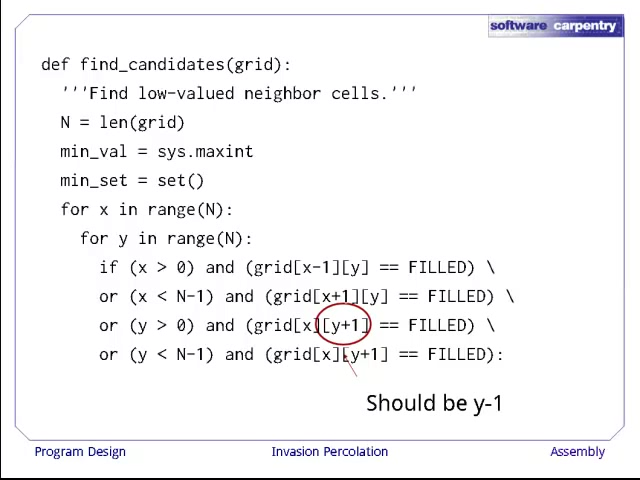 software carpentry
def find_candidates(grid):
'''Find low-valued neighbor cells.'''
N = len(grid)
min_val = sys.maxint
min_set = set()
for x in range(N):
for y in range(N):
if (x > 0) and (grid[x-1][y] == FILLED) \
or (x < N-1) and (grid[x+1][y] == FILLED) \
or (y > 0) and (grid[x][y+1] == FILLED) \
or (y < N-1) and (grid[x][y+1] == FILLED):
Should be y-1
Program Design
Invasion Percolation
Assembly